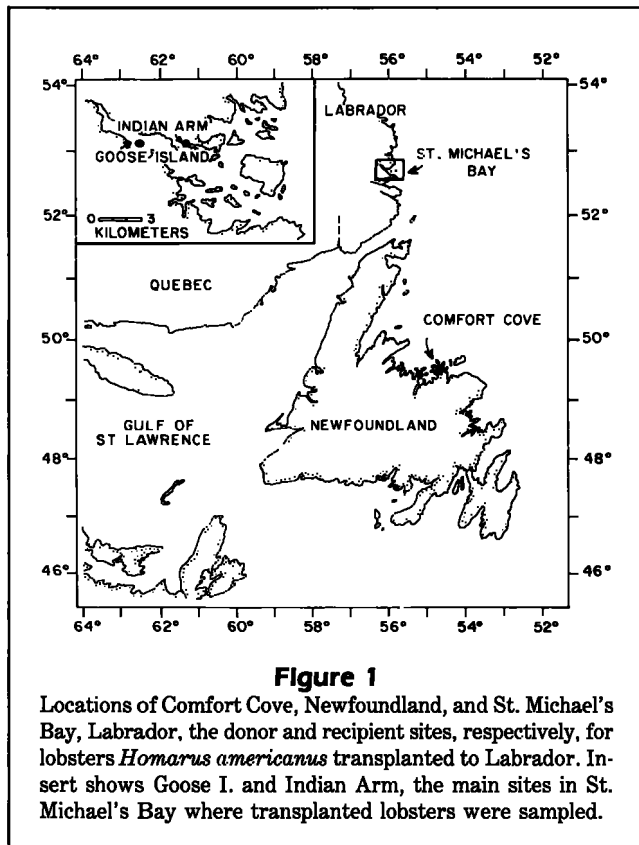 64° 62° 60° 58° 56° 54° 52°
54° 54°
LABRADOR
INDIAN ARM
GOOSE ISLAND
ST. MICHAEL'S
BAY
0 3
KILOMETERS
52° 52°
QUEBEC
50° 50°
COMFORT COVE
GULF OF
ST LAWRENCE
NEWFOUNDLAND
48° 48°
46° 46°
64° 62° 60° 58° 56° 54° 52°
Figure 1
Locations of Comfort Cove, Newfoundland, and St. Michael's
Bay, Labrador, the donor and recipient sites, respectively, for
lobsters Homarus americanus transplanted to Labrador. In-
sert shows Goose I. and Indian Arm, the main sites in St.
Michael's Bay where transplanted lobsters were sampled.